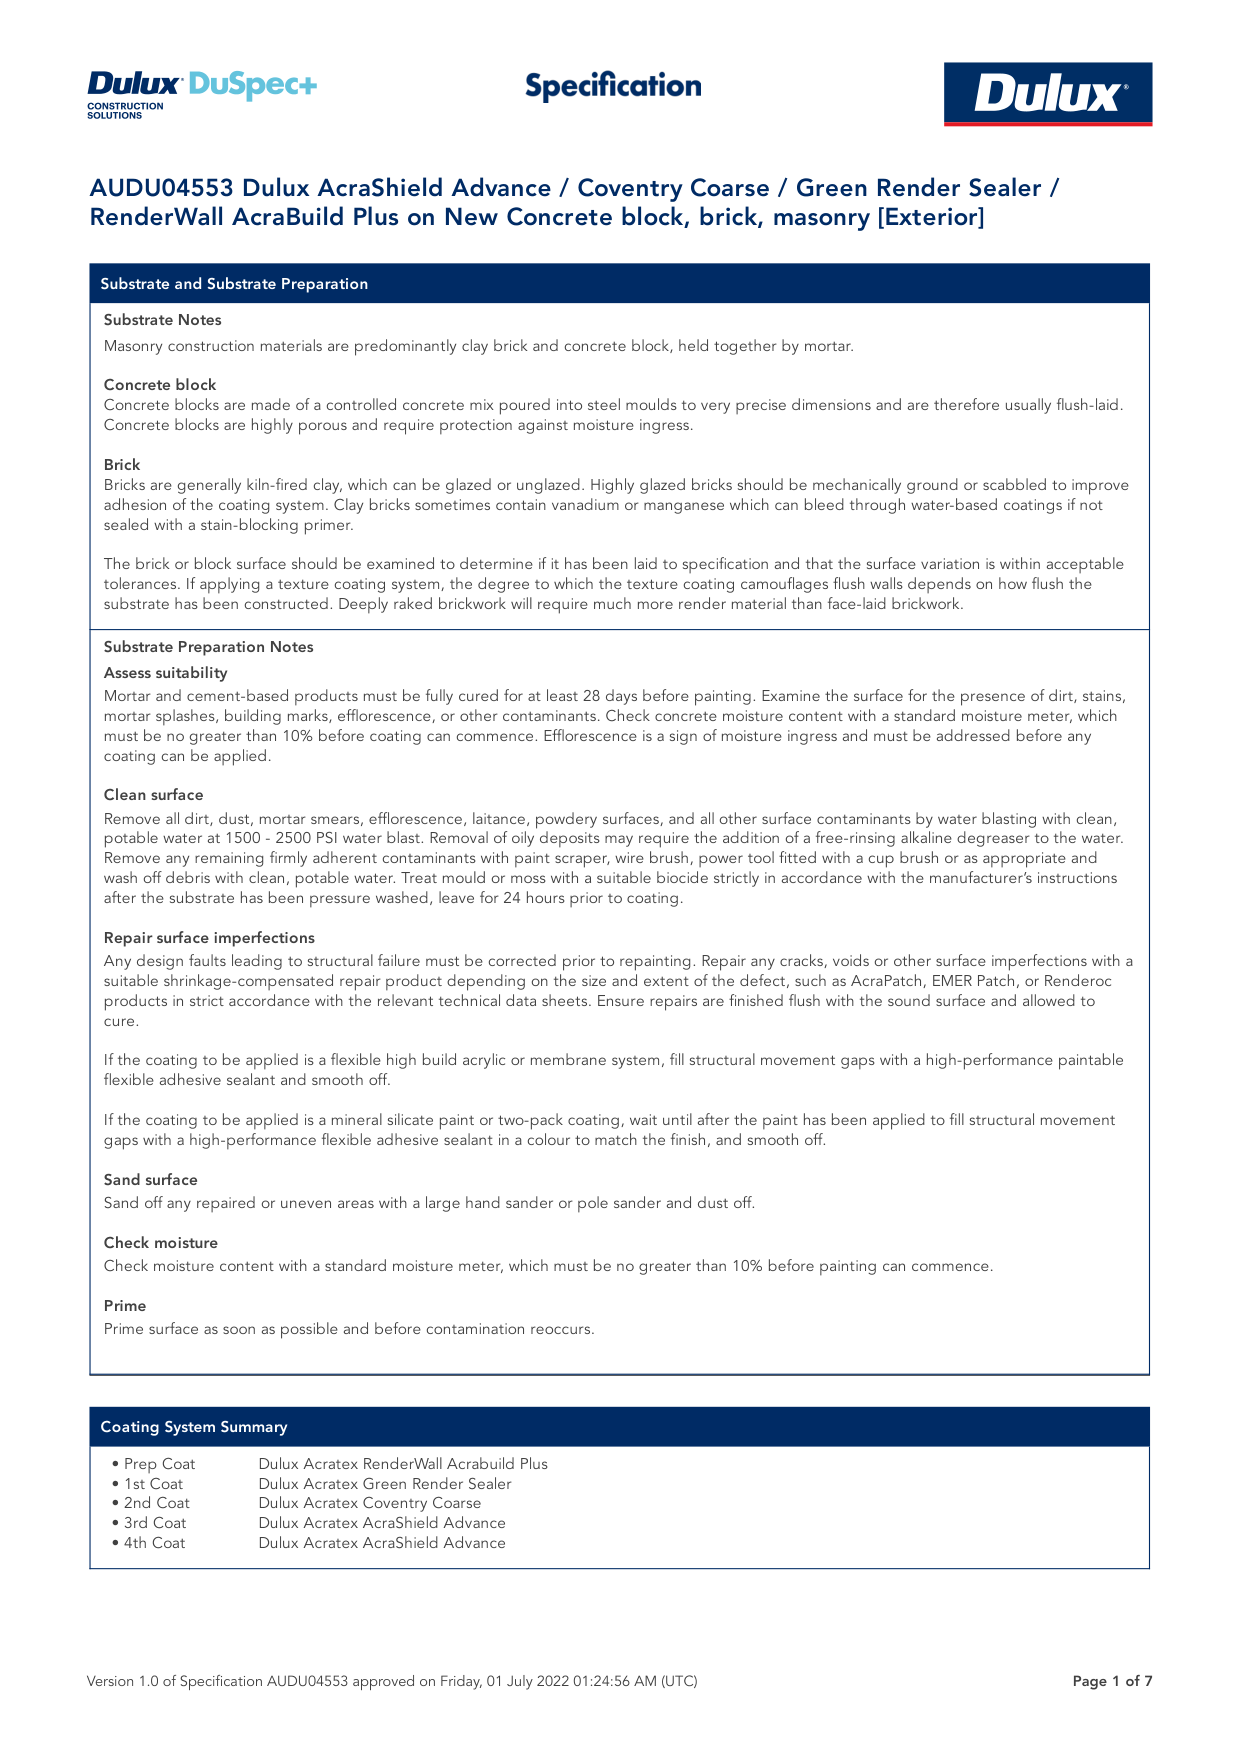 Dulux DuSpec+
CONSTRUCTION
SOLUTIONS
Specification
Dulux®
AUDU04553 Dulux AcraShield Advance / Coventry Coarse / Green Render Sealer /
RenderWall AcraBuild Plus on New Concrete block, brick, masonry [Exterior]
Substrate and Substrate Preparation
Substrate Notes
Masonry construction materials are predominantly clay brick and concrete block, held together by mortar.
Concrete block
Concrete blocks are made of a controlled concrete mix poured into steel moulds to very precise dimensions and are therefore usually flush-laid.
Concrete blocks are highly porous and require protection against moisture ingress.
Brick
Bricks are generally kiln-fired clay, which can be glazed or unglazed. Highly glazed bricks should be mechanically ground or scabbled to improve
adhesion of the coating system. Clay bricks sometimes contain vanadium or manganese which can bleed through water-based coatings if not
sealed with a stain-blocking primer.
The brick or block surface should be examined to determine if it has been laid to specification and that the surface variation is within acceptable
tolerances. If applying a texture coating system, the degree to which the texture coating camouflages flush walls depends on how flush the
substrate has been constructed. Deeply raked brickwork will require much more render material than face-laid brickwork.
Substrate Preparation Notes
Assess suitability
Mortar and cement-based products must be fully cured for at least 28 days before painting. Examine the surface for the presence of dirt, stains,
mortar splashes, building marks, efflorescence, or other contaminants. Check concrete moisture content with a standard moisture meter, which
must be no greater than 10% before coating can commence. Efflorescence is a sign of moisture ingress and must be addressed before any
coating can be applied.
Clean surface
Remove all dirt, dust, mortar smears, efflorescence, laitance, powdery surfaces, and all other surface contaminants by water blasting with clean,
potable water at 1500 - 2500 PSI water blast. Removal of oily deposits may require the addition of a free-rinsing alkaline degreaser to the water.
Remove any remaining firmly adherent contaminants with paint scraper, wire brush, power tool fitted with a cup brush or as appropriate and
wash off debris with clean, potable water. Treat mould or moss with a suitable biocide strictly in accordance with the manufacturer's instructions
after the substrate has been pressure washed, leave for 24 hours prior to coating.
Repair surface imperfections
Any design faults leading to structural failure must be corrected prior to repainting. Repair any cracks, voids or other surface imperfections with a
suitable shrinkage-compensated repair product depending on the size and extent of the defect, such as AcraPatch, EMER Patch, or Renderoc
products in strict accordance with the relevant technical data sheets. Ensure repairs are finished flush with the sound surface and allowed to
cure.
If the coating to be applied is a flexible high build acrylic or membrane system, fill structural movement gaps with a high-performance paintable
flexible adhesive sealant and smooth off.
If the coating to be applied is a mineral silicate paint or two-pack coating, wait until after the paint has been applied to fill structural movement
gaps with a high-performance flexible adhesive sealant in a colour to match the finish, and smooth off.
Sand surface
Sand off any repaired or uneven areas with a large hand sander or pole sander and dust off.
Check moisture
Check moisture content with a standard moisture meter, which must be no greater than 10% before painting can commence.
Prime
Prime surface as soon as possible and before contamination reoccurs.
Coating System Summary
• Prep Coat Dulux Acratex RenderWall Acrabuild Plus
• 1st Coat Dulux Acratex Green Render Sealer
• 2nd Coat Dulux Acratex Coventry Coarse
• 3rd Coat Dulux Acratex AcraShield Advance
• 4th Coat Dulux Acratex AcraShield Advance
Version 1.0 of Specification AUDU04553 approved on Friday, 01 July 2022 01:24:56 AM (UTC)
Page 1 of 7